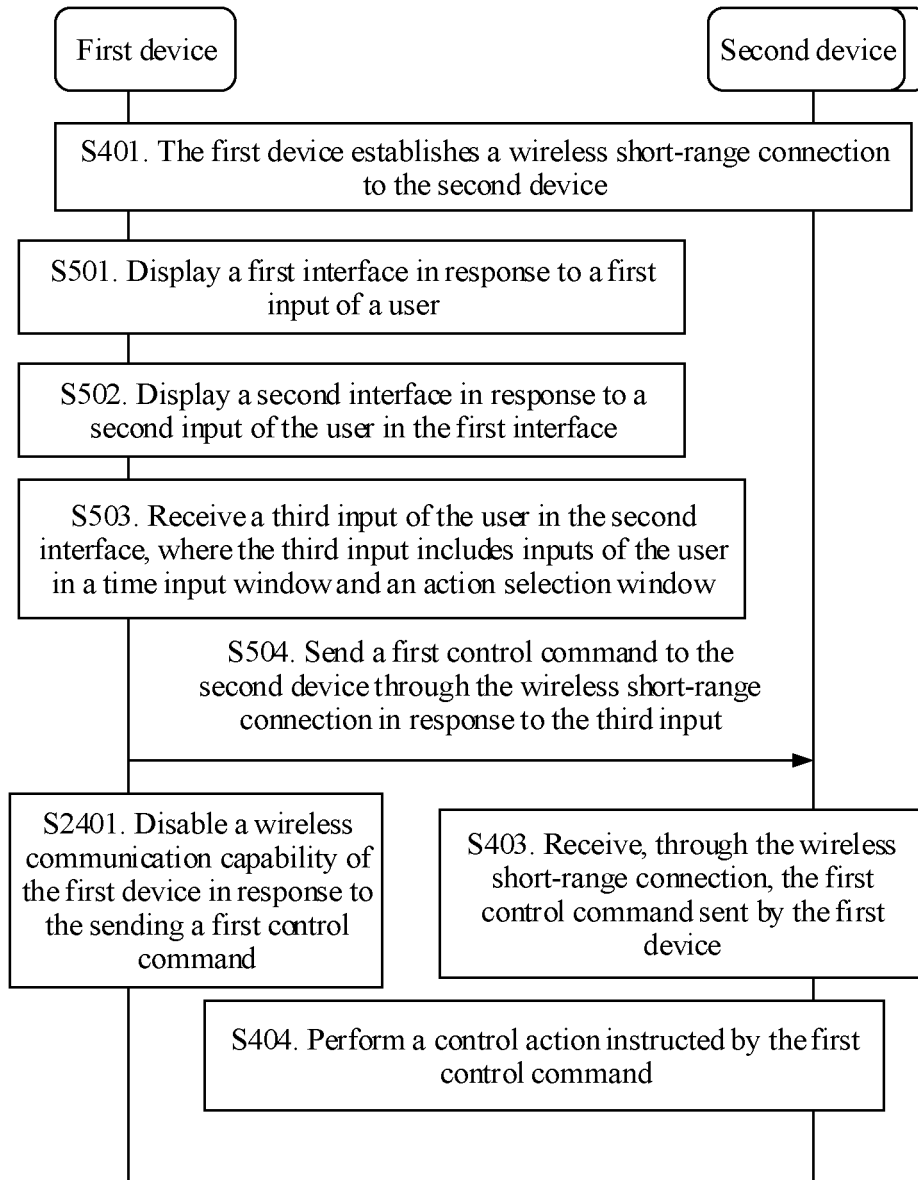 First device
Second device
S401. The first device establishes a wireless short-range connection
to the second device
S501. Display a first interface in response to a first
input of a user
S502. Display a second interface in response to a
second input of the user in the first interface
S503. Receive a third input of the user in the second
interface, where the third input includes inputs of the user
in a time input window and an action selection window
S504. Send a first control command to the
second device through the wireless short-range
connection in response to the third input
S2401. Disable a wireless
communication capability of
the first device in response to
the sending a first control
command
S403. Receive, through the wireless
short-range connection, the first
control command sent by the first
device
S404. Perform a control action instructed by the first
control command